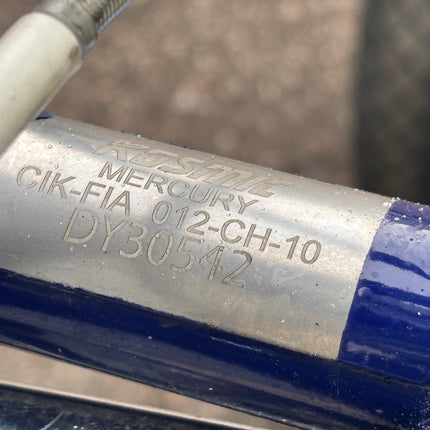 KOSMIC
MERCURY
CIK-FIA 012-CH-10
DY30542